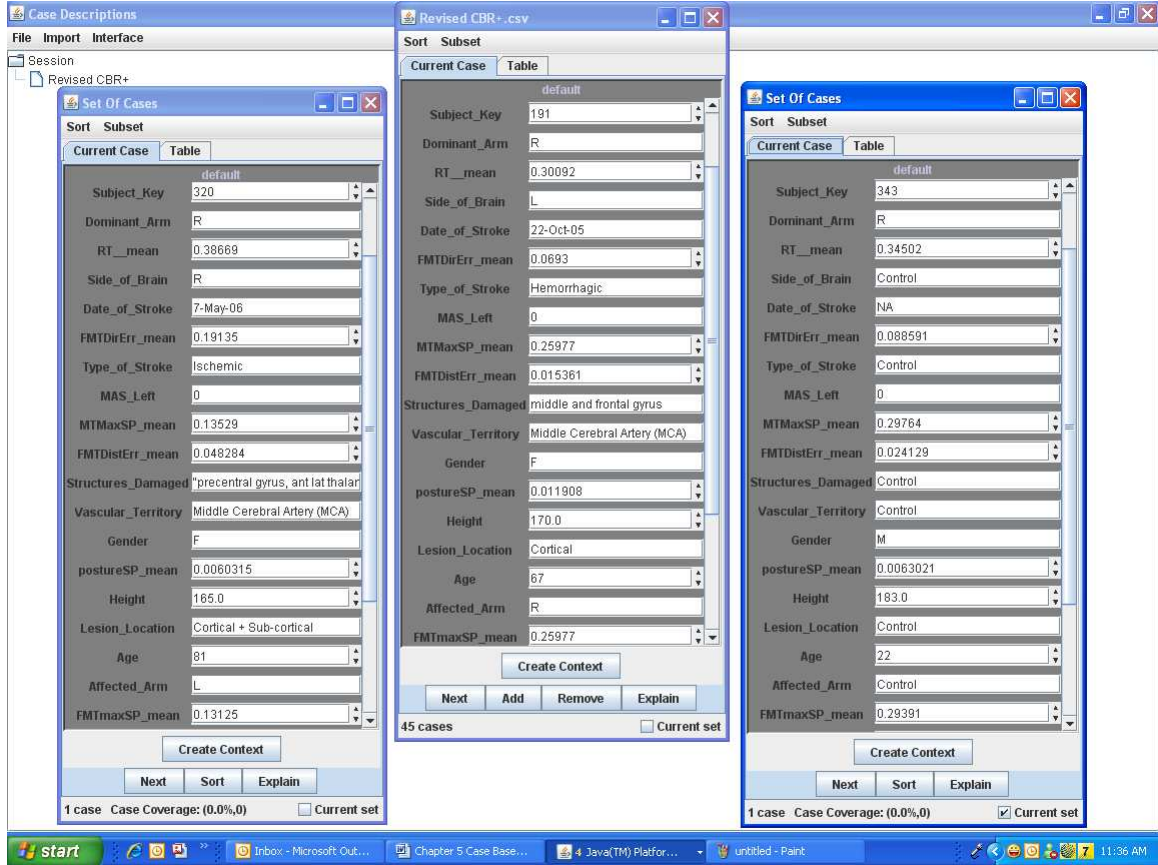 Case Descriptions
File Import Interface
Session
Revised CBR+
Set Of Cases
Sort Subset
Current Case Table
default
Subject_Key 320
Dominant_Arm R
RT__mean 0.38669
Side_of_Brain R
Date_of_Stroke 7-May-06
FMTDirErr_mean 0.19135
Type_of_Stroke Ischemic
MAS_Left 0
MTMaxSP_mean 0.13529
FMTDistErr_mean 0.048284
Structures_Damaged "precentral gyrus, ant lat thalar
Vascular_Territory Middle Cerebral Artery (MCA)
Gender F
postureSP_mean 0.0060315
Height 165.0
Lesion_Location Cortical + Sub-cortical
Age 81
Affected_Arm L
FMTmaxSP_mean 0.13125
Create Context
Next Sort Explain
1 case Case Coverage: (0.0%,0) Current set
Revised CBR+.csv
Sort Subset
Current Case Table
default
Subject_Key 191
Dominant_Arm R
RT__mean 0.30092
Side_of_Brain L
Date_of_Stroke 22-Oct-05
FMTDirErr_mean 0.0693
Type_of_Stroke Hemorrhagic
MAS_Left 0
MTMaxSP_mean 0.25977
FMTDistErr_mean 0.015361
Structures_Damaged middle and frontal gyrus
Vascular_Territory Middle Cerebral Artery (MCA)
Gender F
postureSP_mean 0.011908
Height 170.0
Lesion_Location Cortical
Age 67
Affected_Arm R
FMTmaxSP_mean 0.25977
Create Context
Next Add Remove Explain
45 cases Current set
Set Of Cases
Sort Subset
Current Case Table
default
Subject_Key 343
Dominant_Arm R
RT__mean 0.34502
Side_of_Brain Control
Date_of_Stroke NA
FMTDirErr_mean 0.088591
Type_of_Stroke Control
MAS_Left 0
MTMaxSP_mean 0.29764
FMTDistErr_mean 0.024129
Structures_Damaged Control
Vascular_Territory Control
Gender M
postureSP_mean 0.0063021
Height 183.0
Lesion_Location Control
Age 22
Affected_Arm Control
FMTmaxSP_mean 0.29391
Create Context
Next Sort Explain
1 case Case Coverage: (0.0%,0) Current set
start Inbox - Microsoft Out... Chapter 5 Case Base... 4 Java(TM) Platfor... untitled - Paint 7 11:36 AM